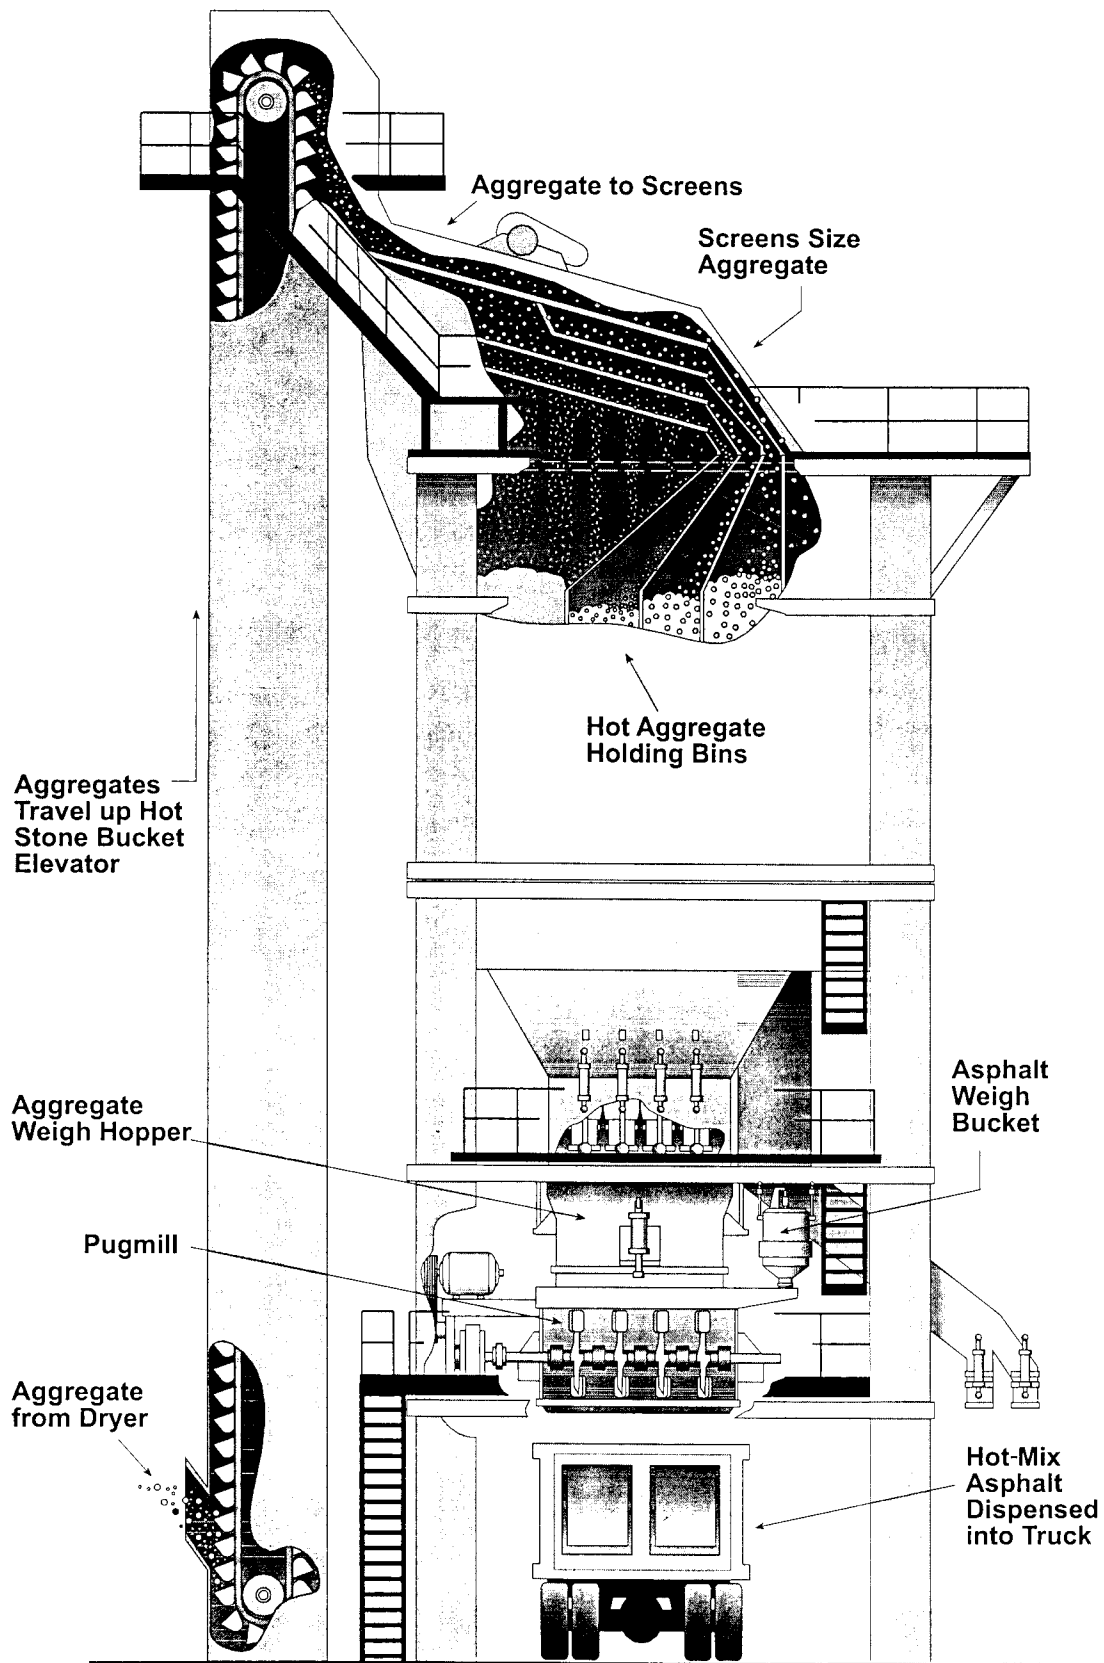 Aggregate to Screens
Screens Size
Aggregate
Hot Aggregate
Holding Bins
Aggregates
Travel up Hot
Stone Bucket
Elevator
Asphalt
Weigh
Bucket
Aggregate
Weigh Hopper
Pugmill
Aggregate
from Dryer
Hot-Mix
Asphalt
Dispensed
into Truck